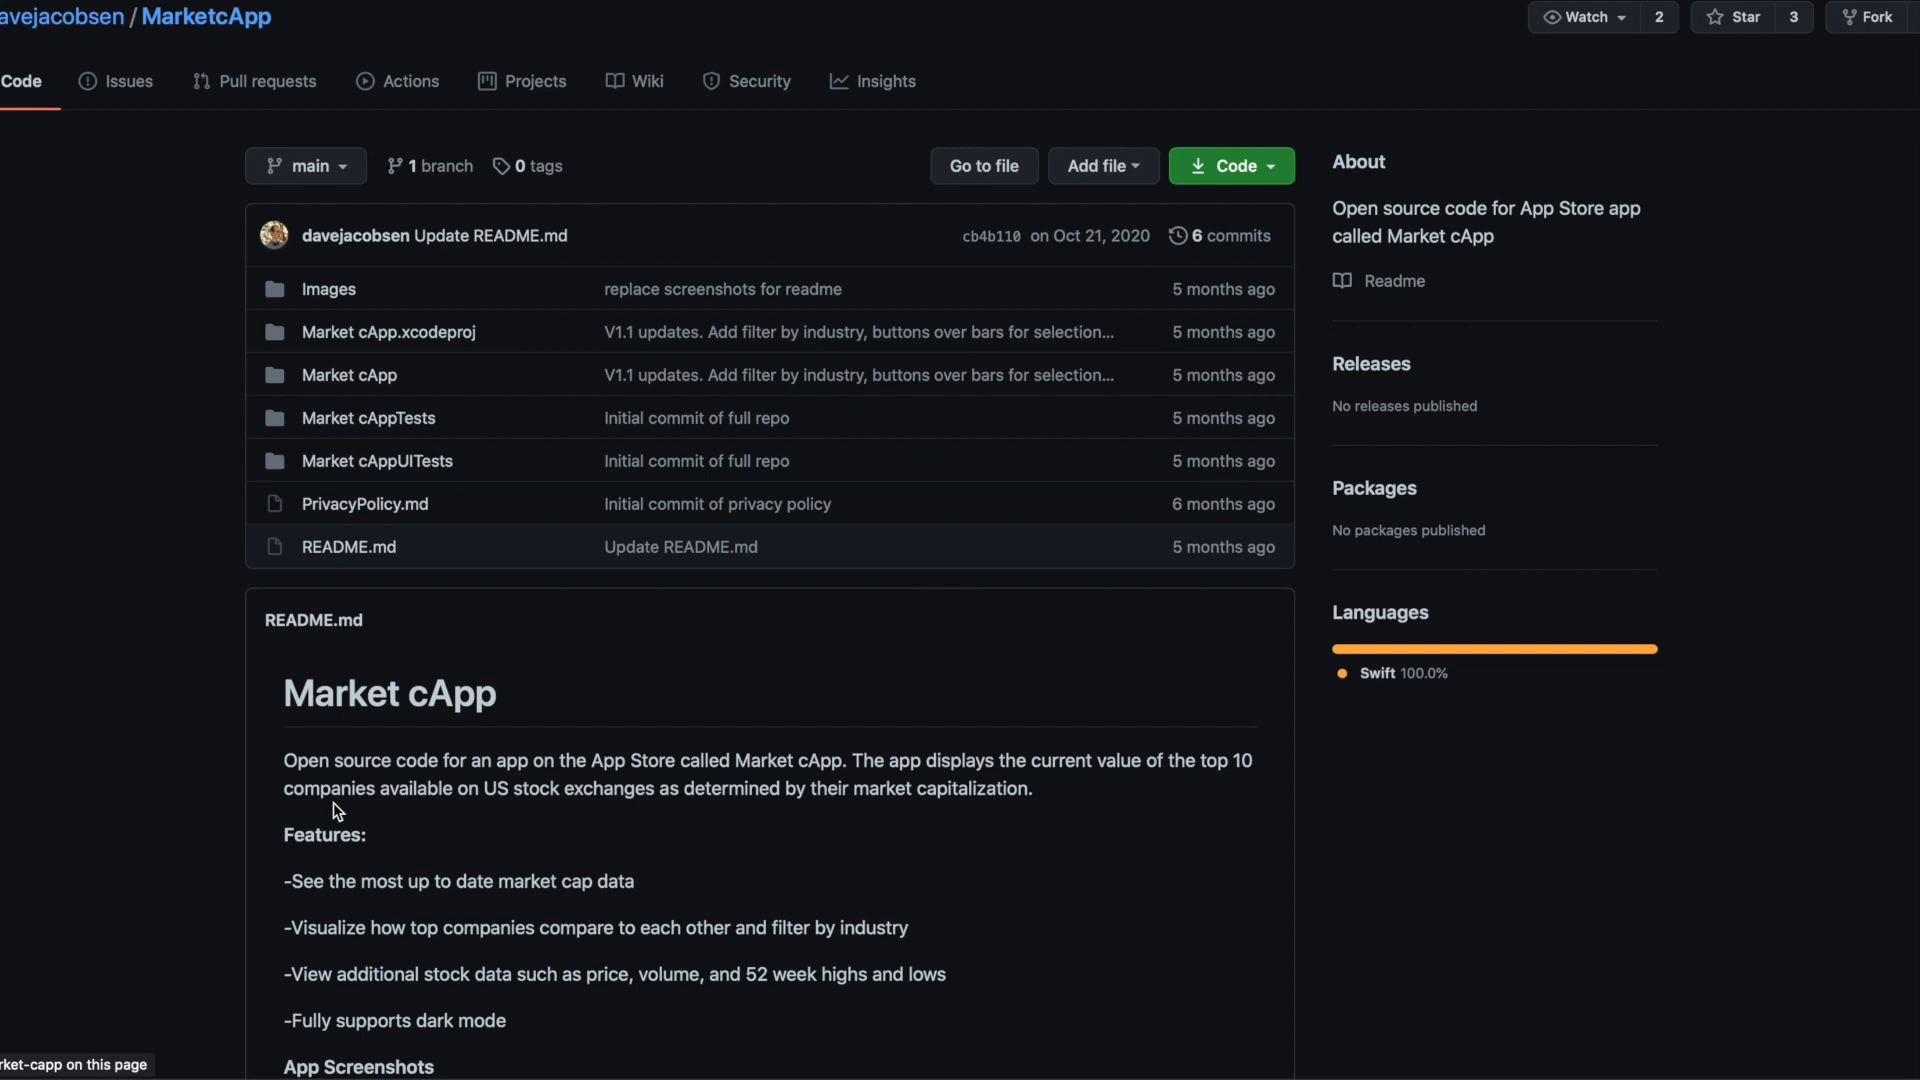 avejacobsen / MarketcApp
Watch 2 Star 3 Fork
Code Issues Pull requests Actions Projects Wiki Security Insights
main 1 branch 0 tags Go to file Add file Code
davejacobsen Update README.md cb4b110 on Oct 21, 2020 6 commits
Images replace screenshots for readme 5 months ago
Market cApp.xcodeproj V1.1 updates. Add filter by industry, buttons over bars for selection... 5 months ago
Market cApp V1.1 updates. Add filter by industry, buttons over bars for selection... 5 months ago
Market cAppTests Initial commit of full repo 5 months ago
Market cAppUITests Initial commit of full repo 5 months ago
PrivacyPolicy.md Initial commit of privacy policy 6 months ago
README.md Update README.md 5 months ago
README.md
Market cApp
Open source code for an app on the App Store called Market cApp. The app displays the current value of the top 10
companies available on US stock exchanges as determined by their market capitalization.
Features:
-See the most up to date market cap data
-Visualize how top companies compare to each other and filter by industry
-View additional stock data such as price, volume, and 52 week highs and lows
-Fully supports dark mode
App Screenshots
About
Open source code for App Store app
called Market cApp
Readme
Releases
No releases published
Packages
No packages published
Languages
Swift 100.0%
rket-capp on this page